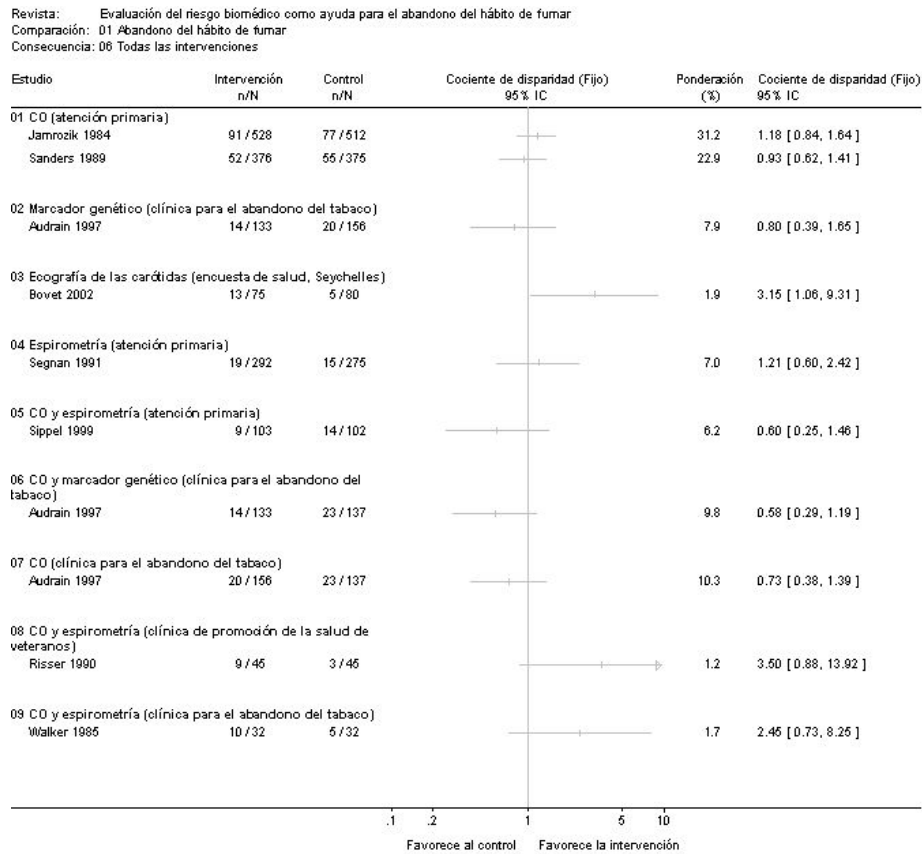 Revista: Evaluación del riesgo biomédico como ayuda para el abandono del hábito de fumar
Comparación: 01 Abandono del hábito de fumar
Consecuencia: 06 Todas las intervenciones
Estudio Intervención Control Cociente de disparidad (Fijo) Ponderación Cociente de disparidad (Fijo)
n/N n/N 95% IC (%) 95% IC
01 CO (atención primaria)
Jamrozik 1984 91/528 77/512 31.2 1.18 [ 0.84, 1.64 ]
Sanders 1989 52/376 55/375 22.9 0.93 [ 0.62, 1.41 ]
02 Marcador genético (clínica para el abandono del tabaco)
Audrain 1997 14/133 20/156 7.9 0.80 [ 0.39, 1.65 ]
03 Ecografía de las carótidas (encuesta de salud, Seychelles)
Bovet 2002 13/75 5/80 1.9 3.15 [ 1.06, 9.31 ]
04 Espirometría (atención primaria)
Segnan 1991 19/292 15/275 7.0 1.21 [ 0.60, 2.42 ]
05 CO y espirometría (atención primaria)
Sippel 1999 9/103 14/102 6.2 0.60 [ 0.25, 1.46 ]
06 CO y marcador genético (clínica para el abandono del
tabaco)
Audrain 1997 14/133 23/137 9.8 0.58 [ 0.29, 1.19 ]
07 CO (clínica para el abandono del tabaco)
Audrain 1997 20/156 23/137 10.3 0.73 [ 0.38, 1.39 ]
08 CO y espirometría (clínica de promoción de la salud de
veteranos)
Risser 1990 9/45 3/45 1.2 3.50 [ 0.88, 13.92 ]
09 CO y espirometría (clínica para el abandono del tabaco)
Walker 1985 10/32 5/32 1.7 2.45 [ 0.73, 8.25 ]
.1 .2 1 5 10
Favorece al control Favorece la intervención